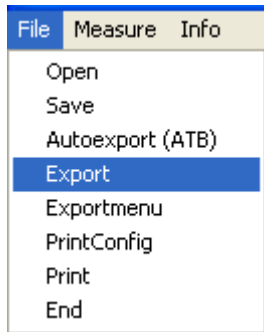 File Measure Info
Open
Save
Autoexport (ATB)
Export
Exportmenu
PrintConfig
Print
End